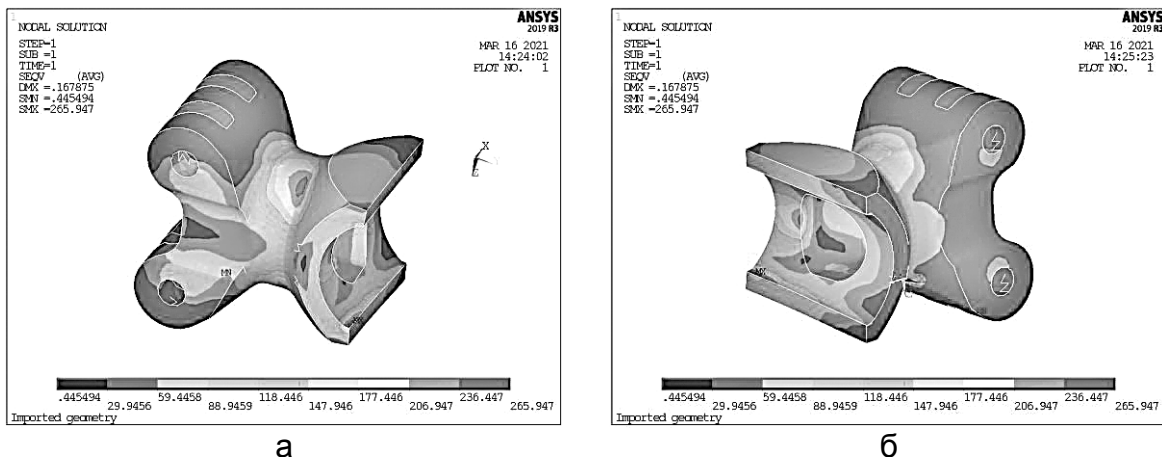 1
NODAL SOLUTION
STEP=1
SUB =1
TIME=1
SEQV (AVG)
DMX =.167875
SMN =.445494
SMX =265.947
ANSYS
2019 R3
MAR 16 2021
14:24:02
PLOT NO. 1
X
MN
MX
.445494 59.4458 118.446 177.446 236.447
29.9456 88.9459 147.946 206.947 265.947
Imported geometry
а
1
NODAL SOLUTION
STEP=1
SUB =1
TIME=1
SEQV (AVG)
DMX =.167875
SMN =.445494
SMX =265.947
ANSYS
2019 R3
MAR 16 2021
14:25:23
PLOT NO. 1
MX
.445494 59.4458 118.446 177.446 236.447
29.9456 88.9459 147.946 206.947 265.947
Imported geometry
б